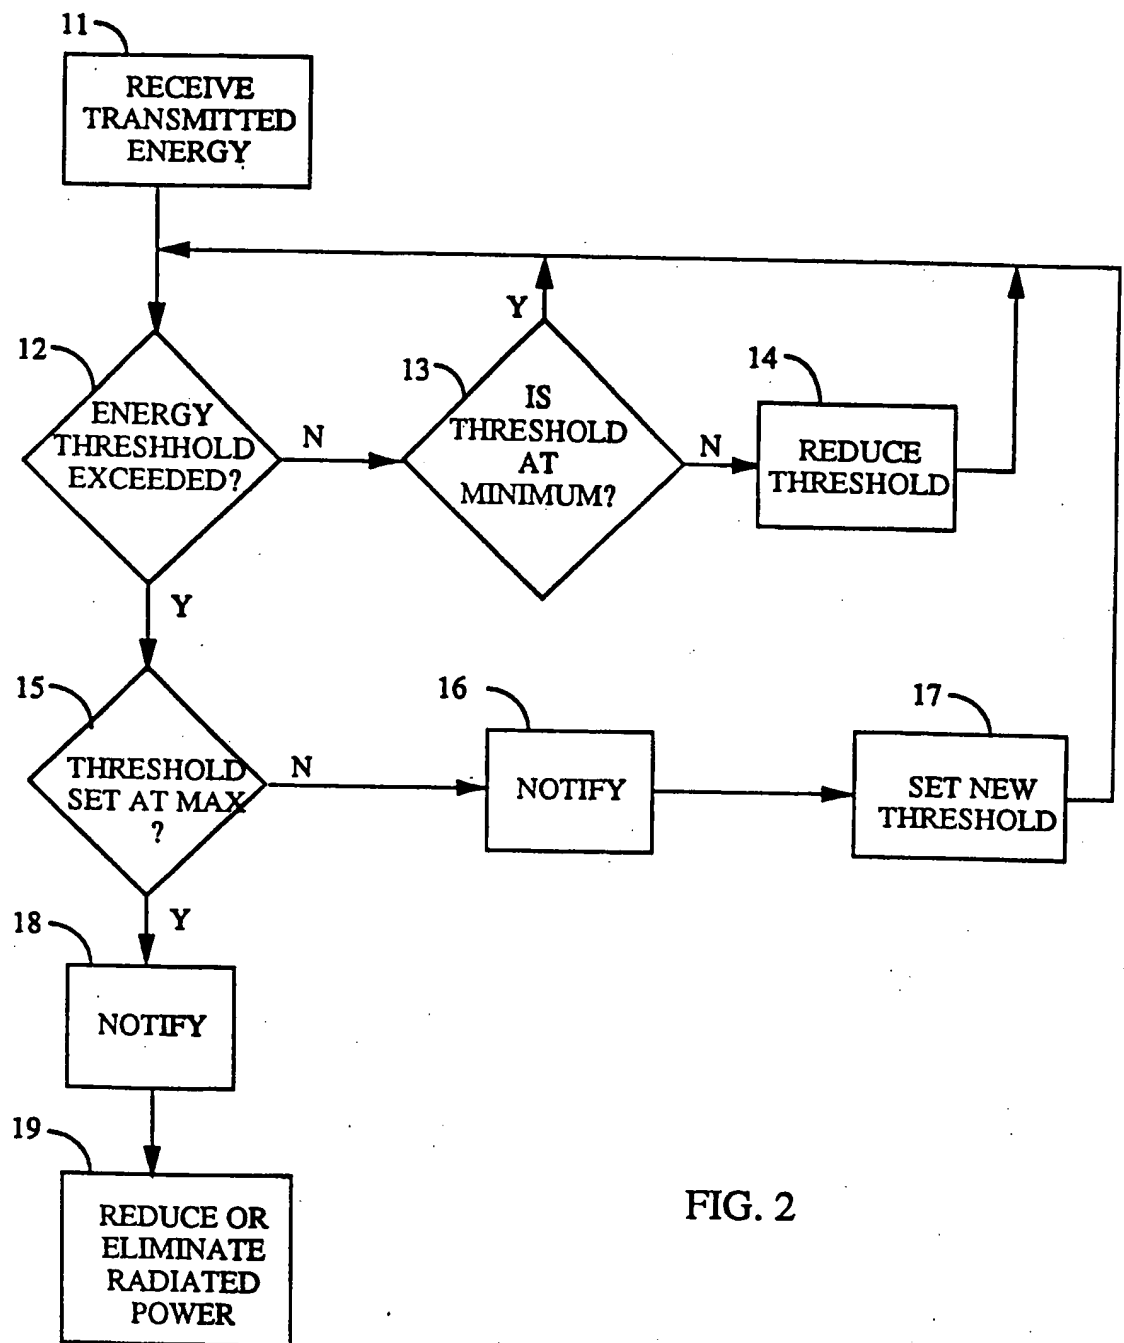 11
RECEIVE
TRANSMITTED
ENERGY
12
ENERGY
THRESHHOLD
EXCEEDED?
N
Y
13
IS
THRESHOLD
AT
MINIMUM?
Y
N
14
REDUCE
THRESHOLD
15
THRESHOLD
SET AT MAX
?
N
Y
16
NOTIFY
17
SET NEW
THRESHOLD
18
NOTIFY
19
REDUCE OR
ELIMINATE
RADIATED
POWER
FIG. 2